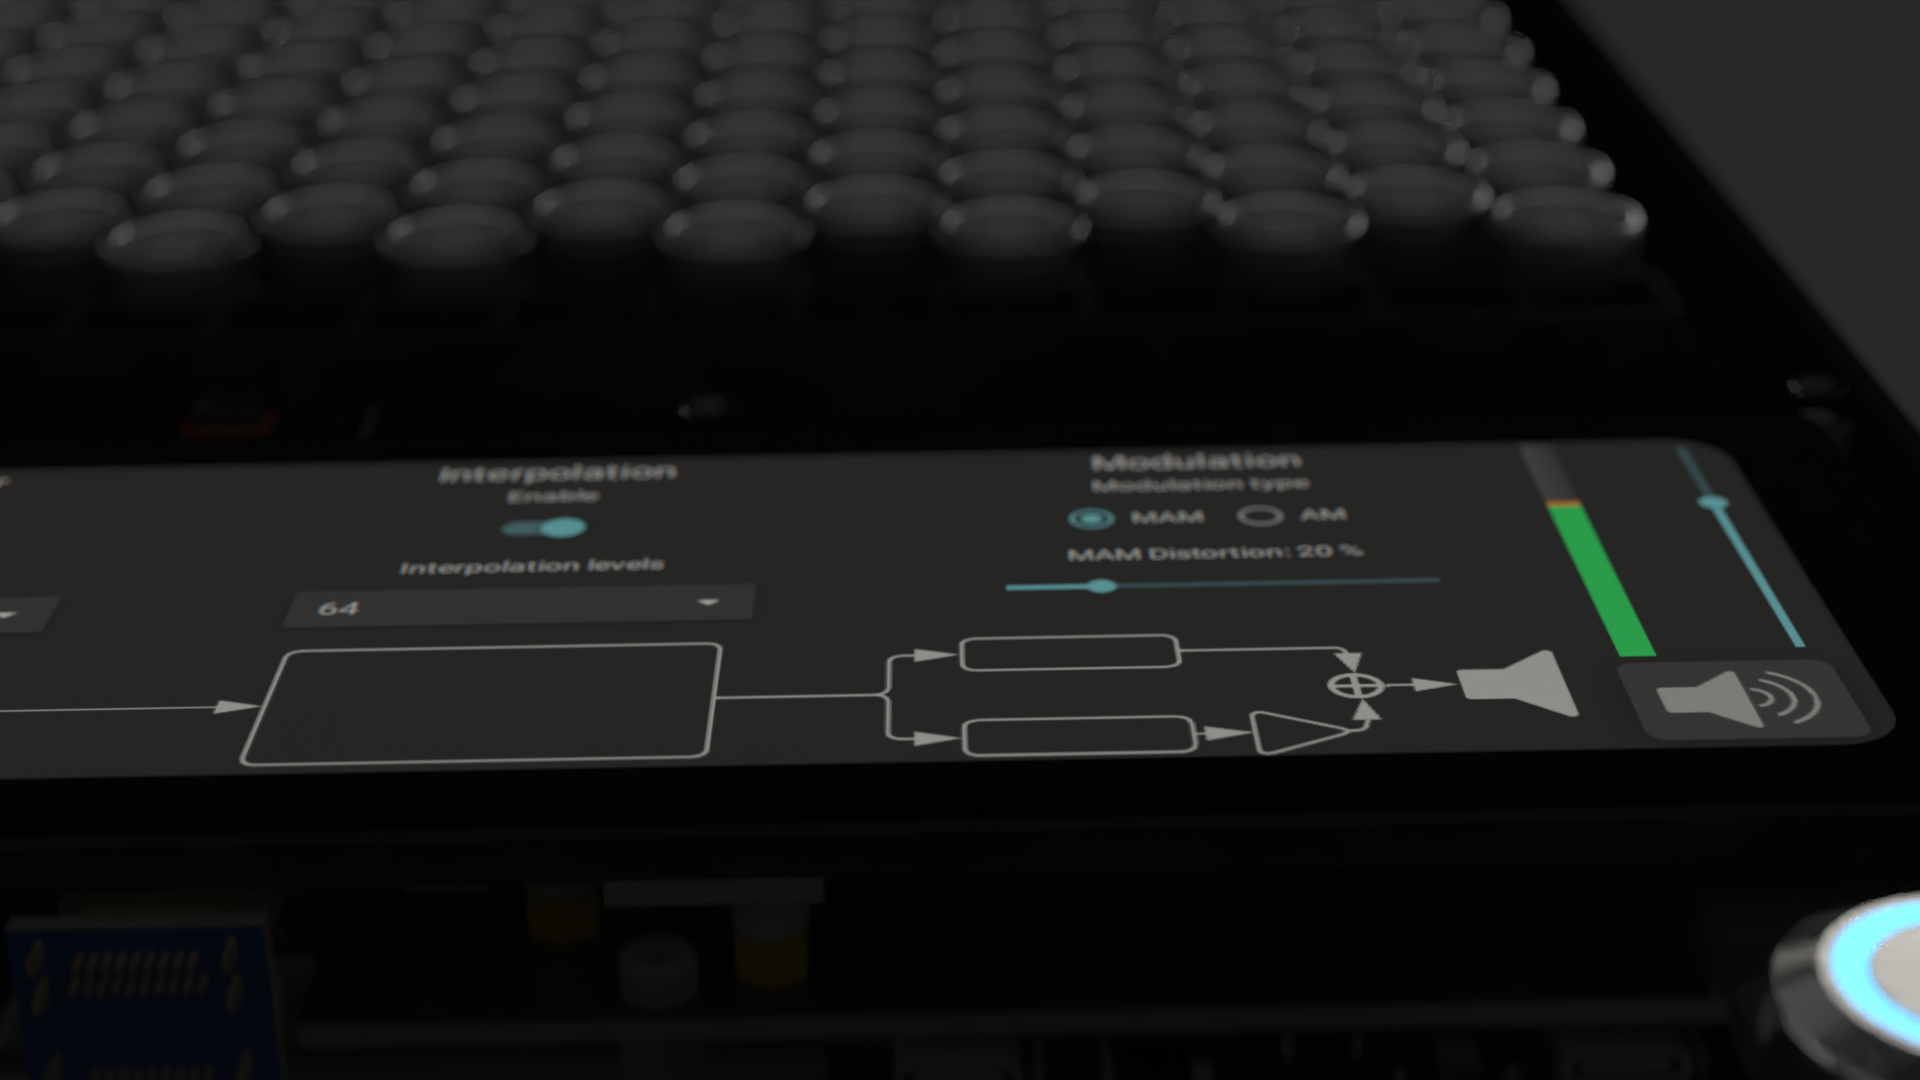 Interpolation
Enable
Interpolation levels
64
Modulation
Modulation type
MAM AM
MAM Distortion: 20 %